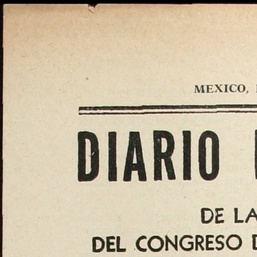 MEXICO,
DIARIO
DE LA
DEL CONGRESO